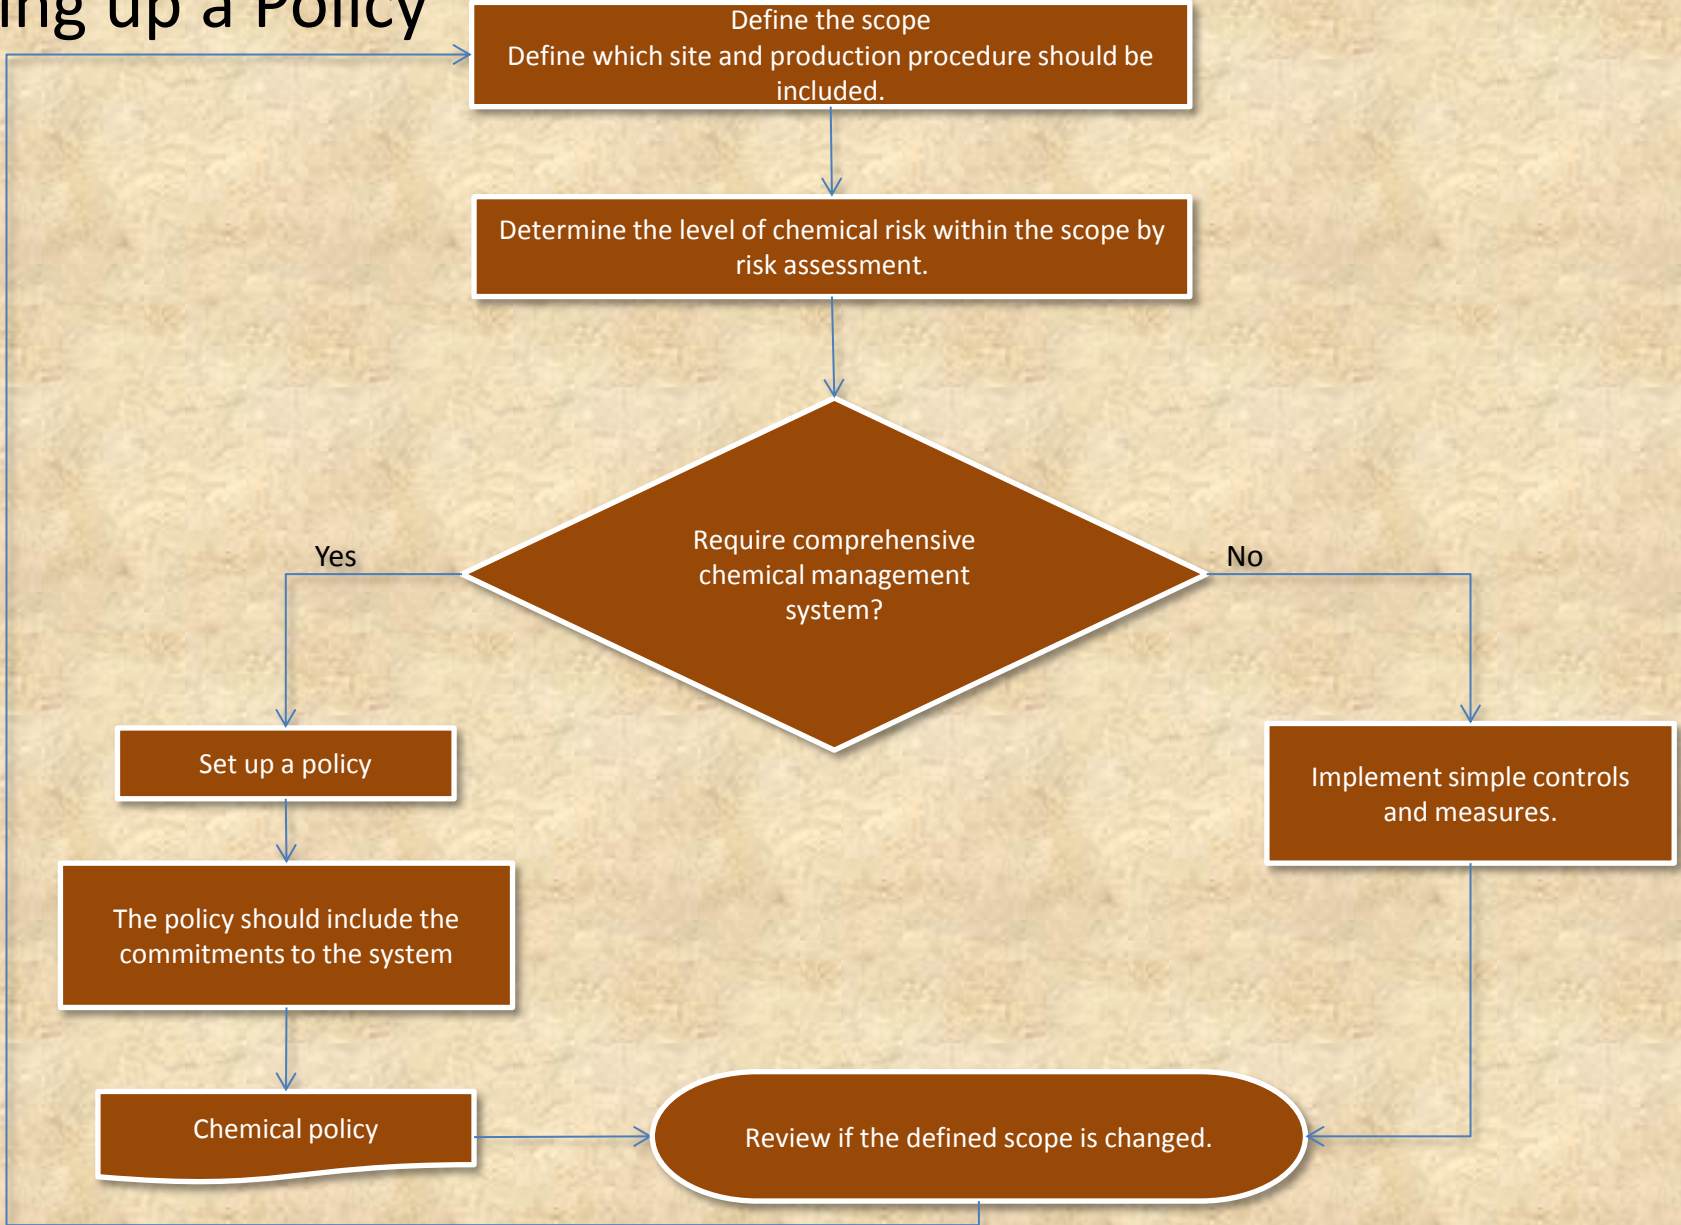 ing up a Policy
Define the scope
Define which site and production procedure should be
included.
Determine the level of chemical risk within the scope by
risk assessment.
Require comprehensive
chemical management
system?
Yes
No
Set up a policy
Implement simple controls
and measures.
The policy should include the
commitments to the system
Chemical policy
Review if the defined scope is changed.